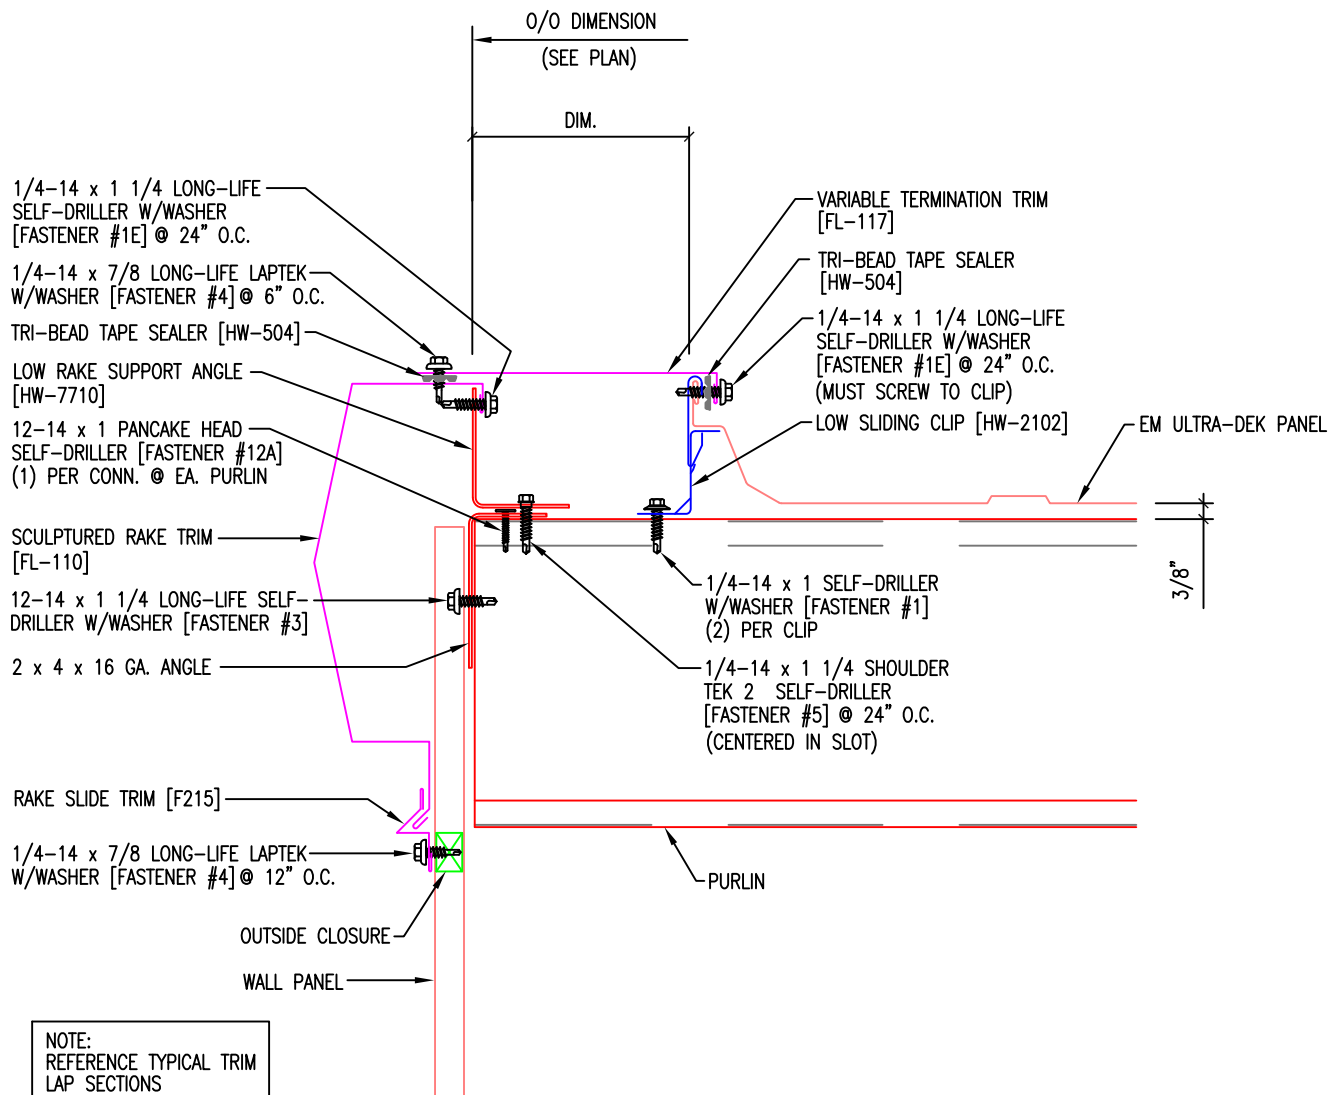 O/O DIMENSION
(SEE PLAN)
DIM.
1/4-14 x 1 1/4 LONG-LIFE
SELF-DRILLER W/WASHER
[FASTENER #1E] @ 24" O.C.
1/4-14 x 7/8 LONG-LIFE LAPTEK
W/WASHER [FASTENER #4] @ 6" O.C.
TRI-BEAD TAPE SEALER [HW-504]
LOW RAKE SUPPORT ANGLE
[HW-7710]
12-14 x 1 PANCAKE HEAD
SELF-DRILLER [FASTENER #12A]
(1) PER CONN. @ EA. PURLIN
SCULPTURED RAKE TRIM
[FL-110]
12-14 x 1 1/4 LONG-LIFE SELF-
DRILLER W/WASHER [FASTENER #3]
2 x 4 x 16 GA. ANGLE
RAKE SLIDE TRIM [F215]
1/4-14 x 7/8 LONG-LIFE LAPTEK
W/WASHER [FASTENER #4] @ 12" O.C.
OUTSIDE CLOSURE
WALL PANEL
NOTE:
REFERENCE TYPICAL TRIM
LAP SECTIONS
VARIABLE TERMINATION TRIM
[FL-117]
TRI-BEAD TAPE SEALER
[HW-504]
1/4-14 x 1 1/4 LONG-LIFE
SELF-DRILLER W/WASHER
[FASTENER #1E] @ 24" O.C.
(MUST SCREW TO CLIP)
LOW SLIDING CLIP [HW-2102]
EM ULTRA-DEK PANEL
3/8"
1/4-14 x 1 SELF-DRILLER
W/WASHER [FASTENER #1]
(2) PER CLIP
1/4-14 x 1 1/4 SHOULDER
TEK 2 SELF-DRILLER
[FASTENER #5] @ 24" O.C.
(CENTERED IN SLOT)
PURLIN